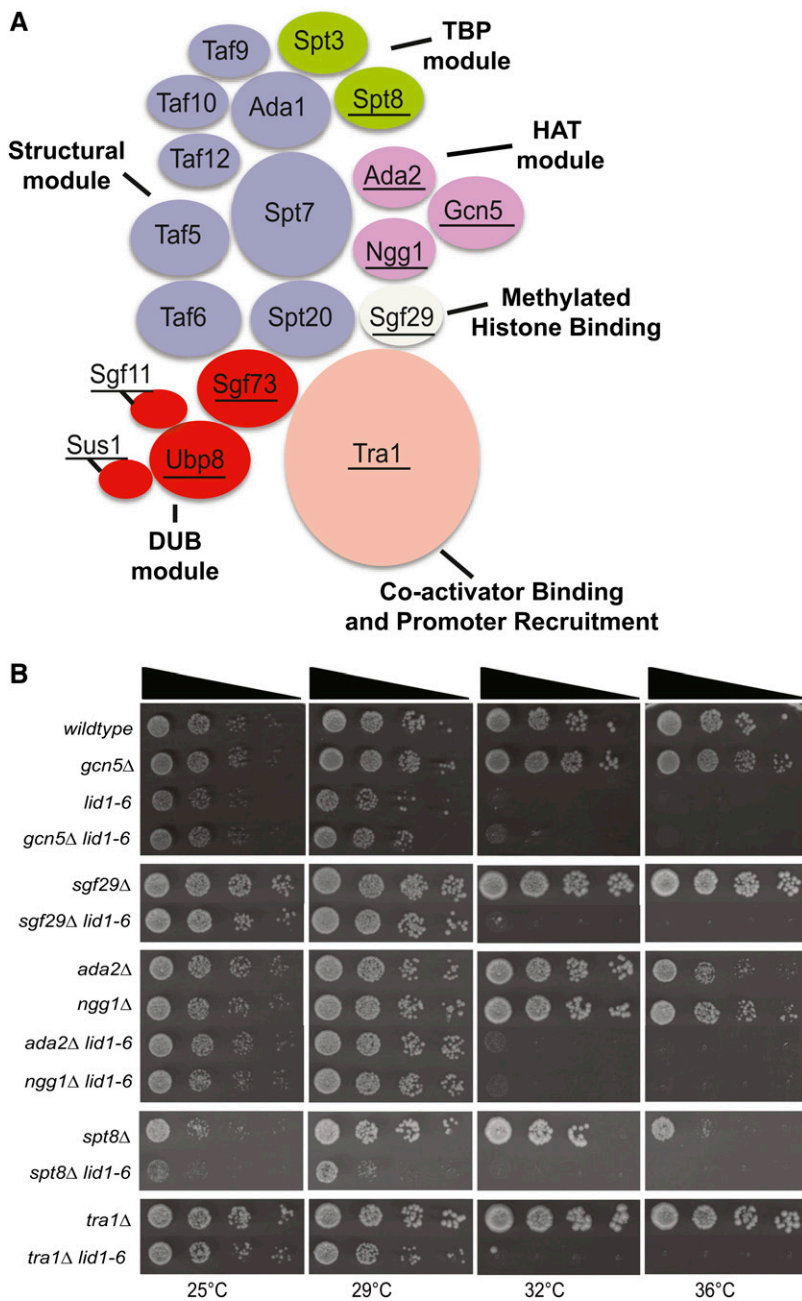 A
Taf9
Spt3
TBP
module
Taf10
Ada1
Spt8
HAT
module
Structural
module
Taf12
Ada2
Gcn5
Taf5
Spt7
Ngg1
Methylated
Histone Binding
Taf6
Spt20
Sgf29
Sgf11
Sgf73
Sus1
Ubp8
Tra1
DUB
module
Co-activator Binding
and Promoter Recruitment
B
wildtype
gcn5Δ
lid1-6
gcn5Δ lid1-6
sgf29Δ
sgf29Δ lid1-6
ada2Δ
ngg1Δ
ada2Δ lid1-6
ngg1Δ lid1-6
spt8Δ
spt8Δ lid1-6
tra1Δ
tra1Δ lid1-6
25°C 29°C 32°C 36°C